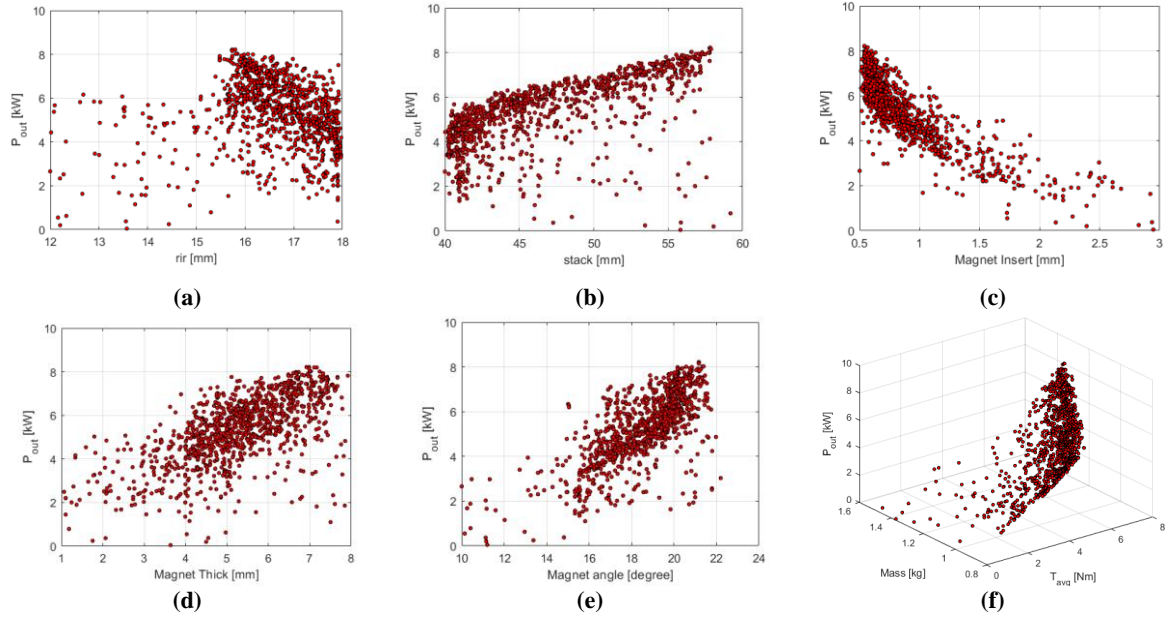 10
8
6
4
2
0
P_out [kW]
12 13 14 15 16 17 18
rir [mm]
(a)
10
8
6
4
2
0
P_out [kW]
40 45 50 55 60
stack [mm]
(b)
10
8
6
4
2
0
P_out [kW]
0.5 1 1.5 2 2.5 3
Magnet Insert [mm]
(c)
10
8
6
4
2
0
P_out [kW]
1 2 3 4 5 6 7 8
Magnet Thick [mm]
(d)
10
8
6
4
2
0
P_out [kW]
10 12 14 16 18 20 22 24
Magnet angle [degree]
(e)
10
8
6
4
2
0
P_out [kW]
1.6
1.4
1.2
1
0.8
Mass [kg]
0 2 4 6 8
T_avg [Nm]
(f)